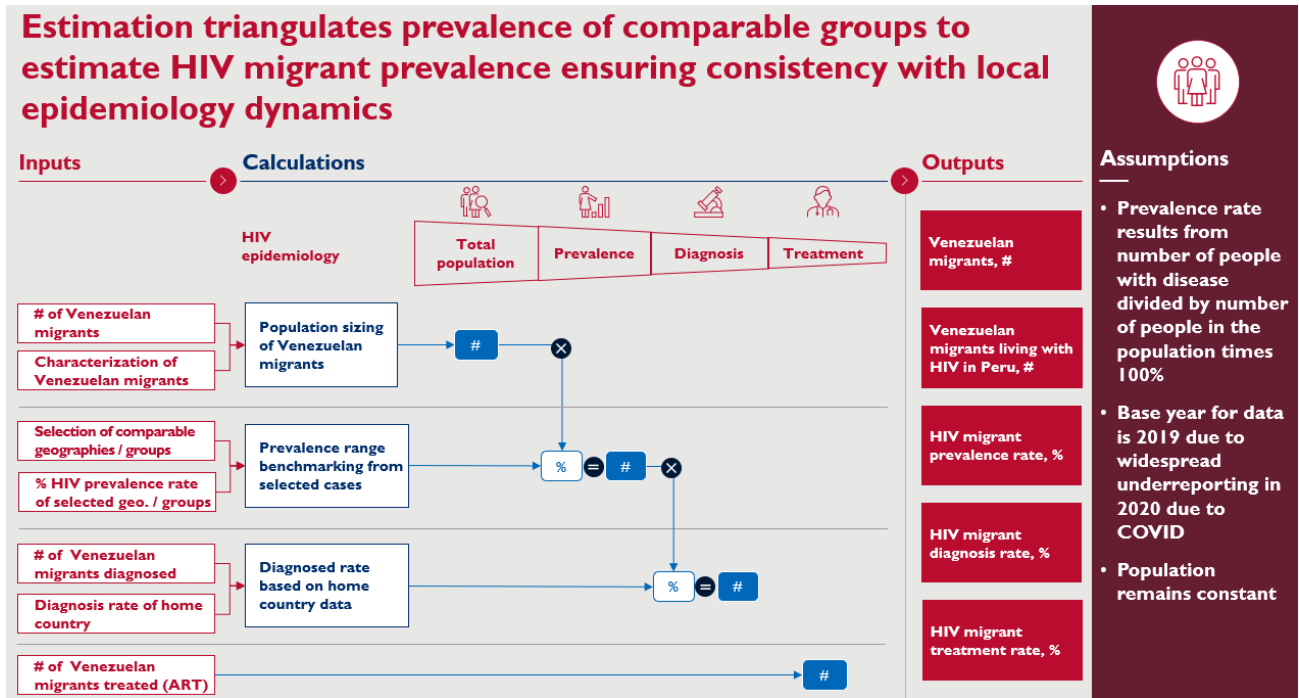 Estimation triangulates prevalence of comparable groups to
estimate HIV migrant prevalence ensuring consistency with local
epidemiology dynamics
Inputs
Calculations
Outputs
HIV
epidemiology
Total
population
Prevalence
Diagnosis
Treatment
# of Venezuelan
migrants
Characterization of
Venezuelan migrants
Population sizing
of Venezuelan
migrants
#
Selection of comparable
geographies / groups
% HIV prevalence rate
of selected geo. / groups
Prevalence range
benchmarking from
selected cases
% = #
# of Venezuelan
migrants diagnosed
Diagnosis rate of home
country
Diagnosed rate
based on home
country data
% = #
# of Venezuelan
migrants treated (ART)
#
Venezuelan
migrants, #
Venezuelan
migrants living with
HIV in Peru, #
HIV migrant
prevalence rate, %
HIV migrant
diagnosis rate, %
HIV migrant
treatment rate, %
Assumptions
• Prevalence rate
results from
number of people
with disease
divided by number
of people in the
population times
100%
• Base year for data
is 2019 due to
widespread
underreporting in
2020 due to
COVID
• Population
remains constant